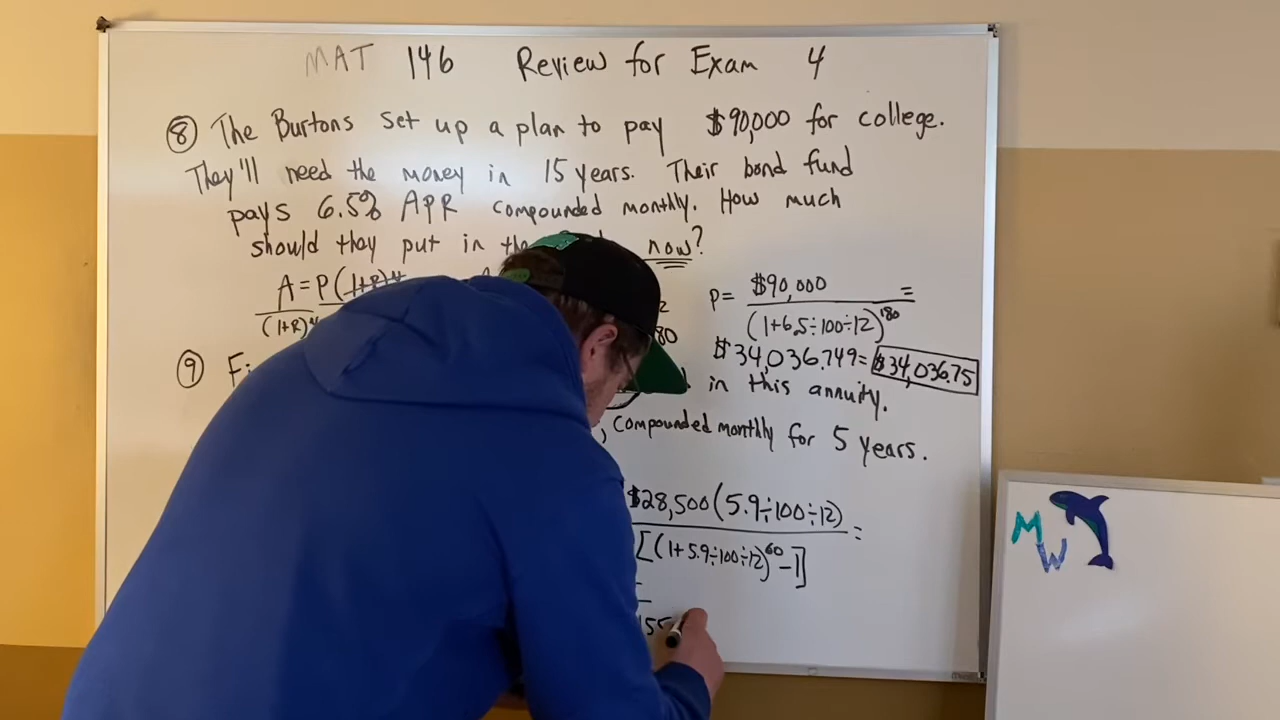 MAT 146 Review for Exam 4
⑧ The Burtons set up a plan to pay $90,000 for college.
They'll need the money in 15 years. Their bond fund
pays 6.5% APR compounded monthly. How much
should they put in the now?
A = P(1+R)^M
(1+R)^M
P = $90,000 =
(1+6.5÷100÷12)^180
$34,036.749 = $34,036.75
⑨ in this annuity.
, compounded monthly for 5 years.
$28,500(5.9÷100÷12) =
[(1+5.9÷100÷12)^60 -1]
MW